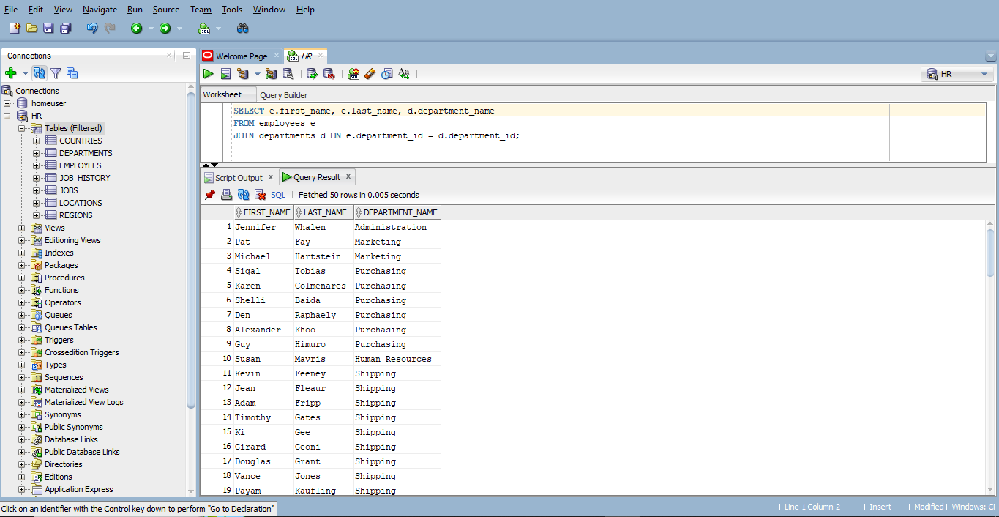 File Edit View Navigate Run Source Team Tools Window Help
Connections
Welcome Page
HR
HR
Worksheet Query Builder
Connections
homeuser
HR
Tables (Filtered)
COUNTRIES
DEPARTMENTS
EMPLOYEES
JOB_HISTORY
JOBS
LOCATIONS
REGIONS
Views
Editioning Views
Indexes
Packages
Procedures
Functions
Operators
Queues
Queues Tables
Triggers
Crossedition Triggers
Types
Sequences
Materialized Views
Materialized View Logs
Synonyms
Public Synonyms
Database Links
Public Database Links
Directories
Editions
Application Express
SELECT e.first_name, e.last_name, d.department_name
FROM employees e
JOIN departments d ON e.department_id = d.department_id;
Script Output x Query Result x
SQL | Fetched 50 rows in 0.005 seconds
FIRST_NAME LAST_NAME DEPARTMENT_NAME
1 Jennifer Whalen Administration
2 Pat Fay Marketing
3 Michael Hartstein Marketing
4 Sigal Tobias Purchasing
5 Karen Colmenares Purchasing
6 Shelli Baida Purchasing
7 Den Raphaely Purchasing
8 Alexander Khoo Purchasing
9 Guy Himuro Purchasing
10 Susan Mavris Human Resources
11 Kevin Feeney Shipping
12 Jean Fleaur Shipping
13 Adam Fripp Shipping
14 Timothy Gates Shipping
15 Ki Gee Shipping
16 Girard Geoni Shipping
17 Douglas Grant Shipping
18 Vance Jones Shipping
19 Payam Kaufling Shipping
Click on an identifier with the Control key down to perform "Go to Declaration"
| Line 1 Column 2 | Insert | Modified | Windows: CR